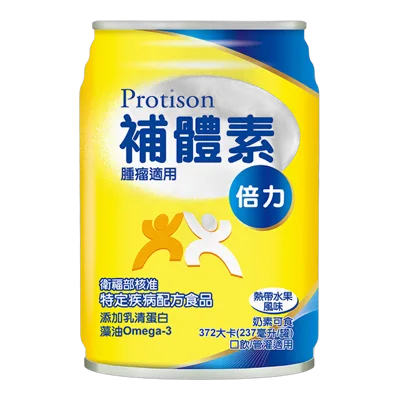 Protison
補體素
腫瘤適用
倍力
衛福部核准
特定疾病配方食品
添加乳清蛋白
藻油Omega-3
熱帶水果
風味
奶素可食
372大卡(237毫升/罐)
口飲/管灌適用